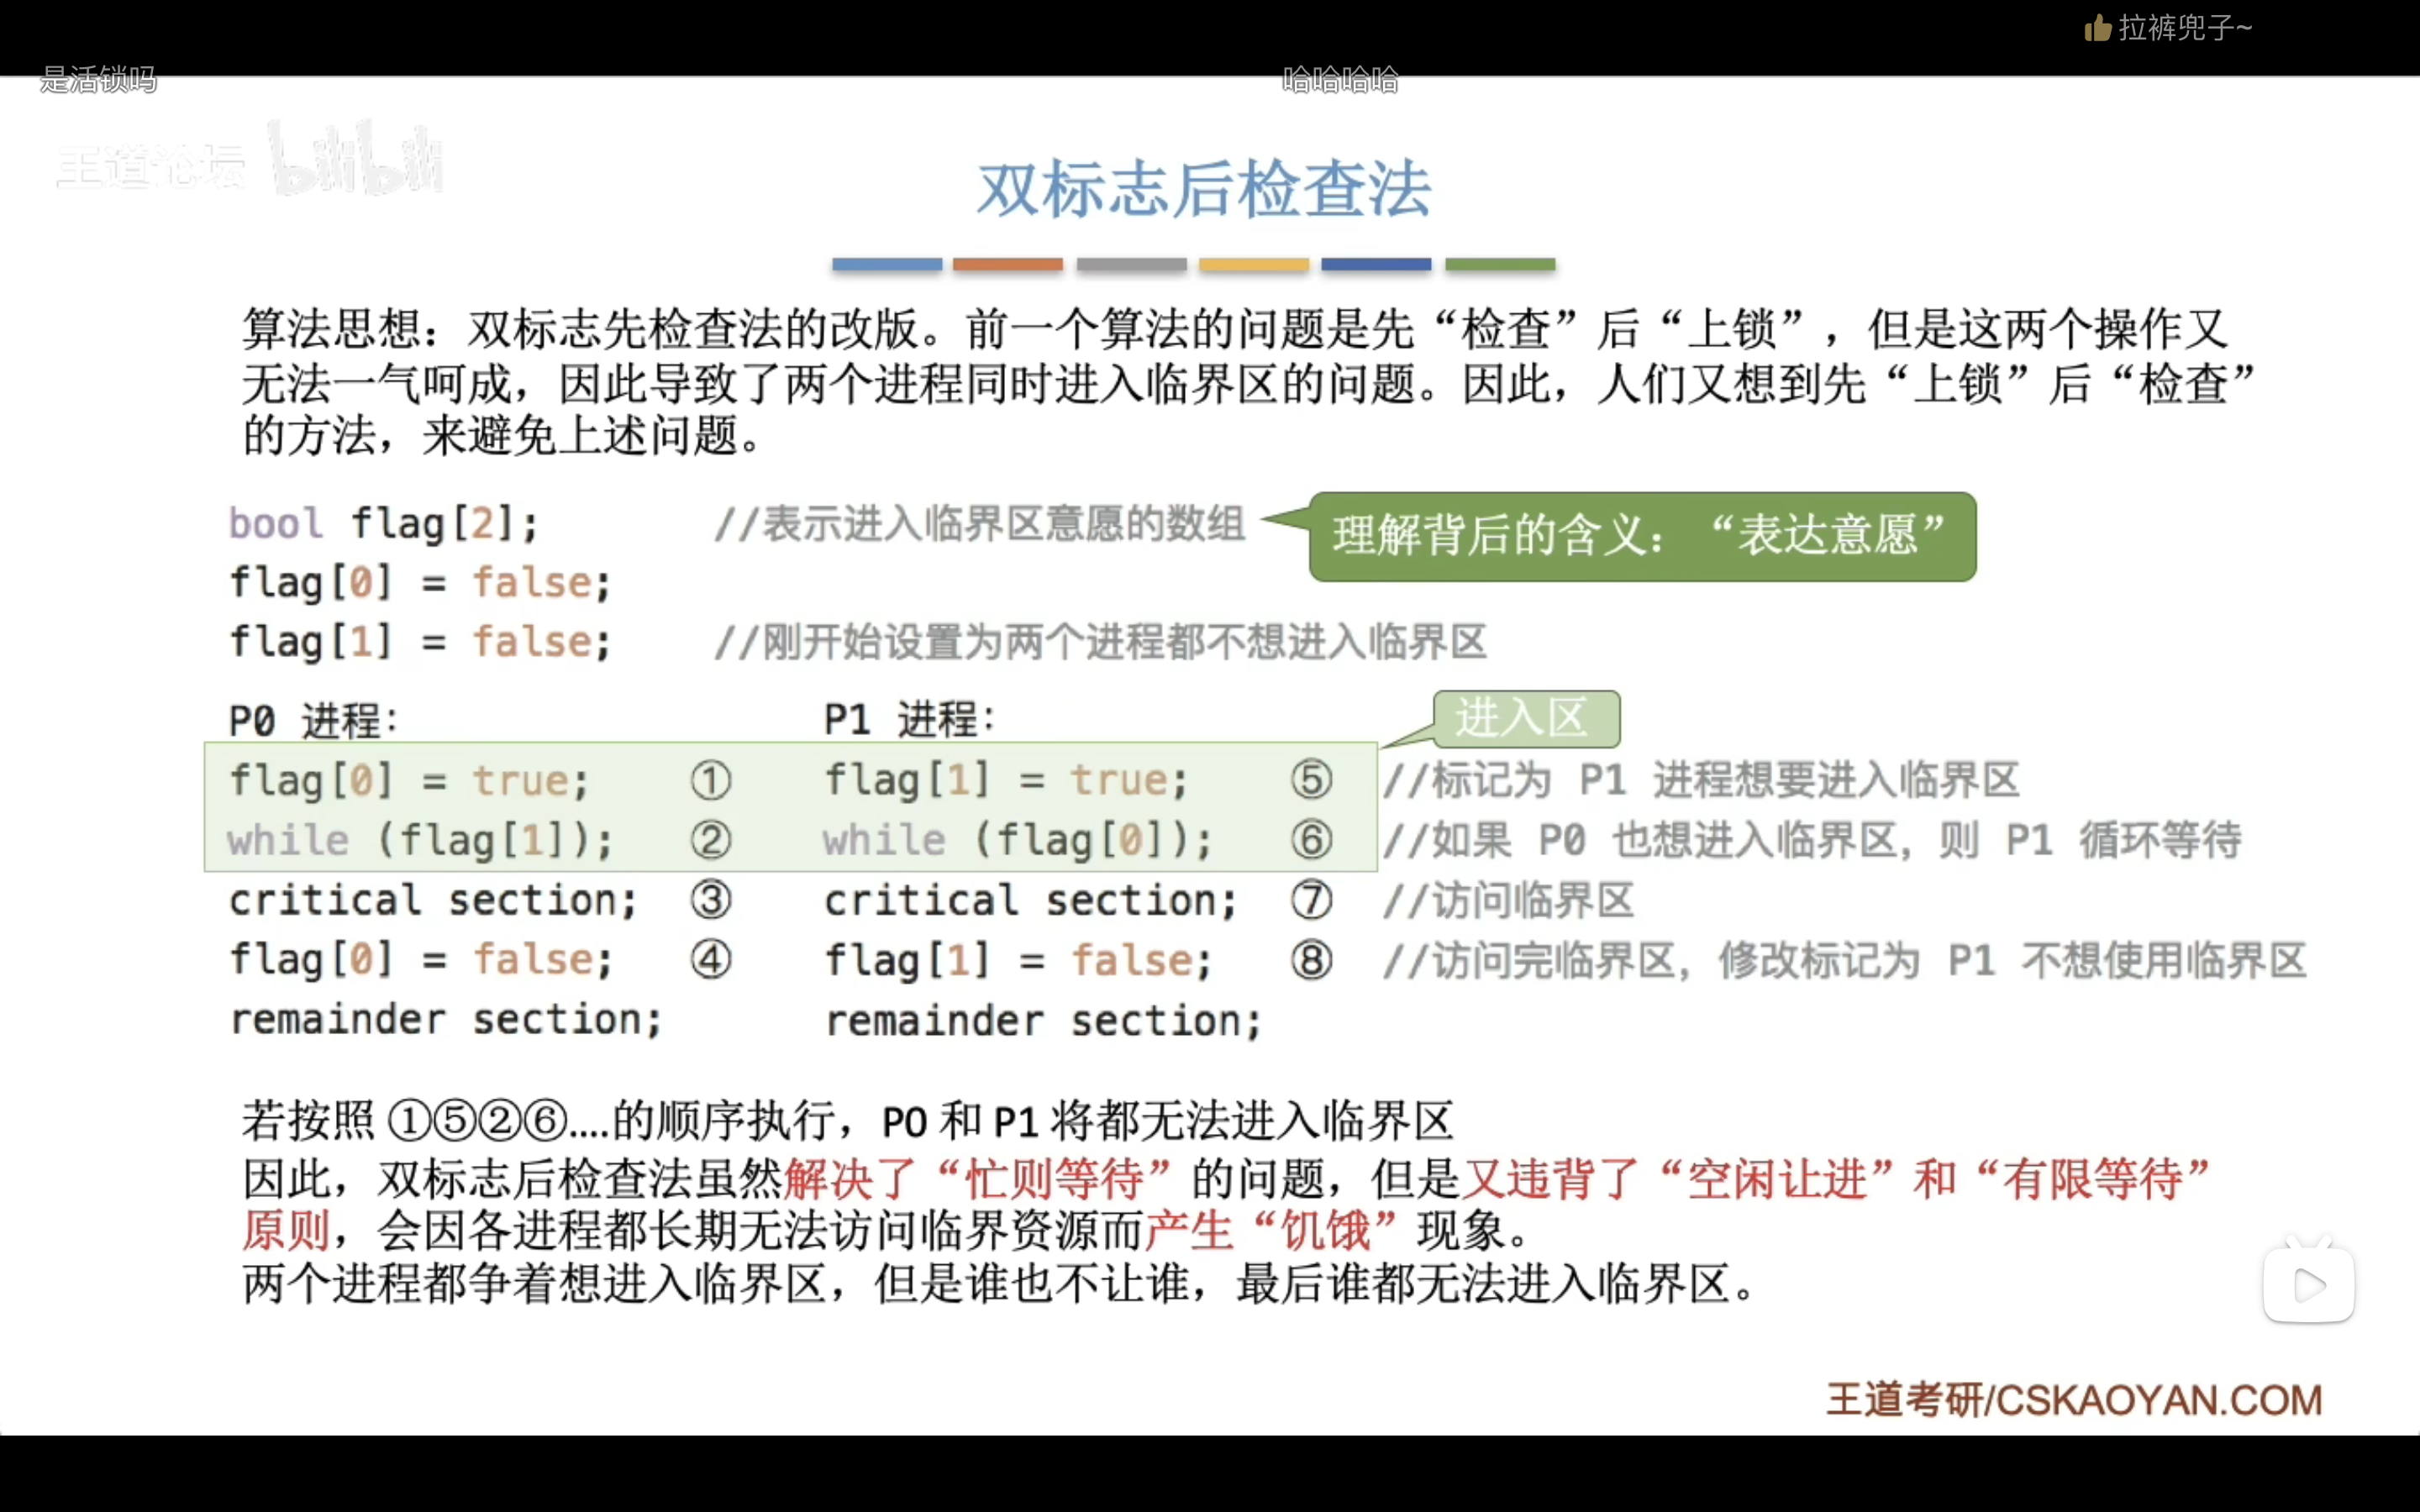 拉裤兜子~
是活锁吗
哈哈哈哈
王道论坛 bilibili
双标志后检查法
算法思想：双标志先检查法的改版。前一个算法的问题是先“检查”后“上锁”，但是这两个操作又
无法一气呵成，因此导致了两个进程同时进入临界区的问题。因此，人们又想到先“上锁”后“检查”
的方法，来避免上述问题。
bool flag[2]; //表示进入临界区意愿的数组
理解背后的含义：“表达意愿”
flag[0] = false;
flag[1] = false; //刚开始设置为两个进程都不想进入临界区
P0 进程： P1 进程：
进入区
flag[0] = true; ① flag[1] = true; ⑤ //标记为 P1 进程想要进入临界区
while (flag[1]); ② while (flag[0]); ⑥ //如果 P0 也想进入临界区，则 P1 循环等待
critical section; ③ critical section; ⑦ //访问临界区
flag[0] = false; ④ flag[1] = false; ⑧ //访问完临界区，修改标记为 P1 不想使用临界区
remainder section; remainder section;
若按照 ①⑤②⑥....的顺序执行，P0 和 P1 将都无法进入临界区
因此，双标志后检查法虽然解决了“忙则等待”的问题，但是又违背了“空闲让进”和“有限等待”
原则，会因各进程都长期无法访问临界资源而产生“饥饿”现象。
两个进程都争着想进入临界区，但是谁也不让谁，最后谁都无法进入临界区。
王道考研/CSKAOYAN.COM